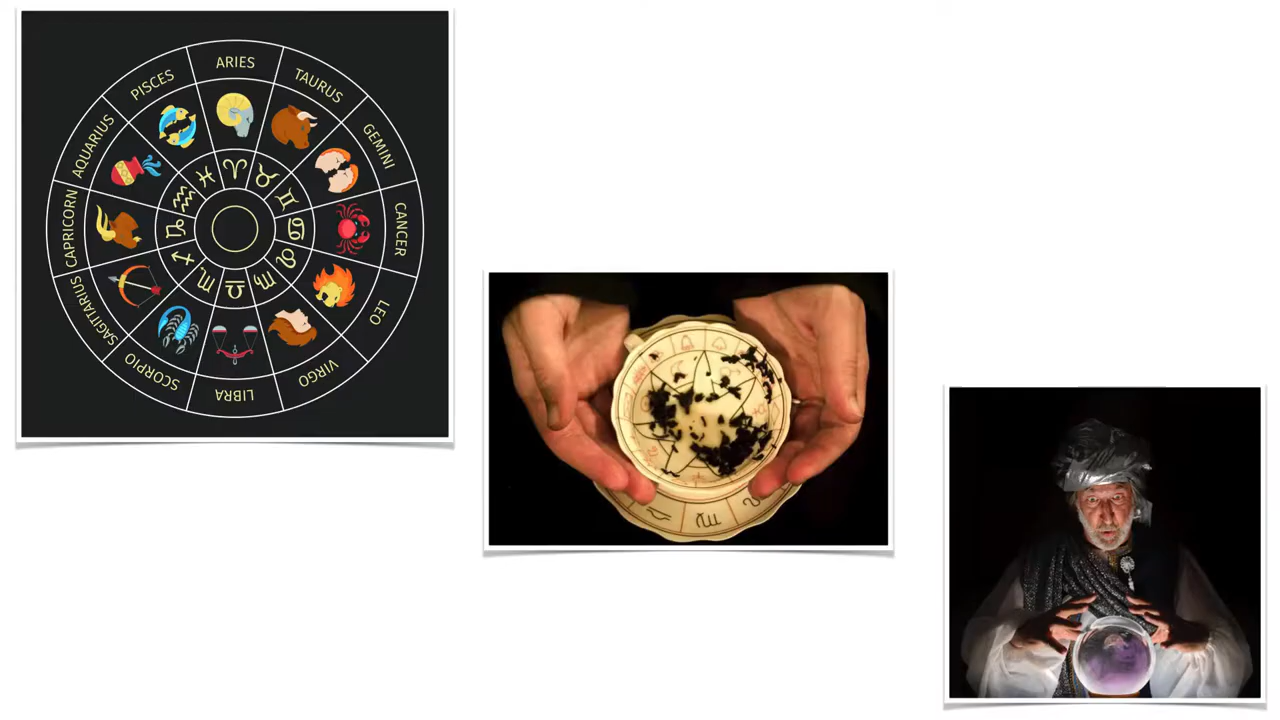 ARIES
TAURUS
GEMINI
CANCER
LEO
VIRGO
LIBRA
SCORPIO
SAGITTARIUS
CAPRICORN
AQUARIUS
PISCES